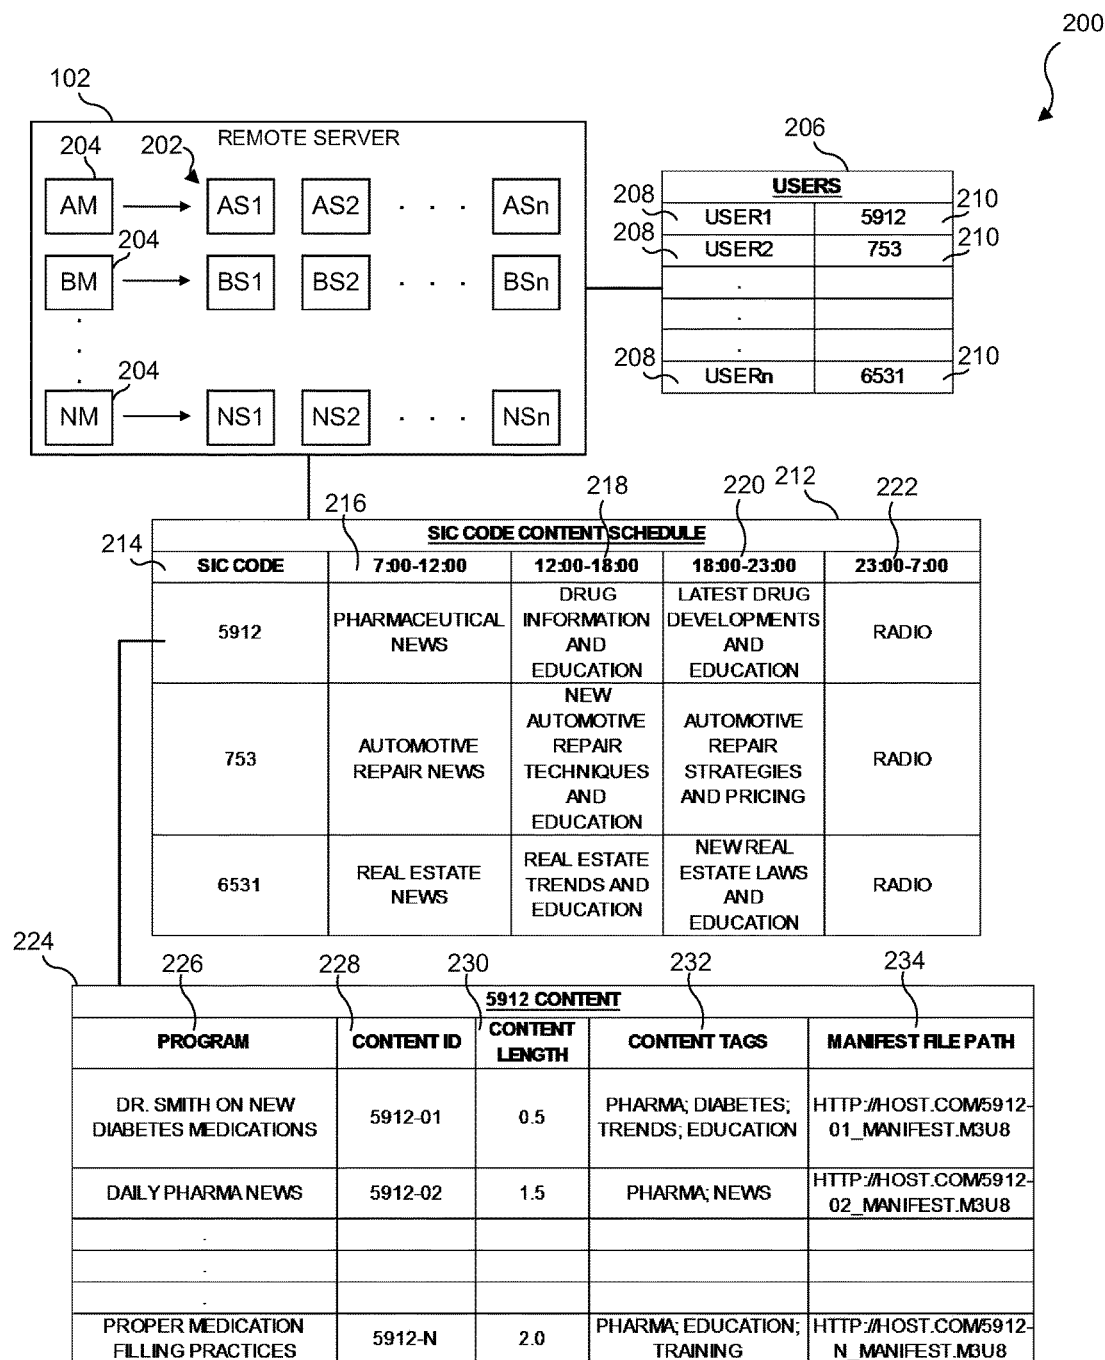 200
102
REMOTE SERVER
204
202
AM
AS1
AS2
. . .
ASn
204
BM
BS1
BS2
. . .
BSn
.
.
.
204
NM
NS1
NS2
. . .
NSn
206
USERS
208 USER1 5912 210
208 USER2 753 210
.
.
.
208 USERn 6531 210
212
SIC CODE CONTENT SCHEDULE
214
216
218
220
222
SIC CODE 7:00-12:00 12:00-18:00 18:00-23:00 23:00-7:00
5912
PHARMACEUTICAL
NEWS
DRUG
INFORMATION
AND
EDUCATION
LATEST DRUG
DEVELOPMENTS
AND
EDUCATION
RADIO
753
AUTOMOTIVE
REPAIR NEWS
NEW
AUTOMOTIVE
REPAIR
TECHNIQUES
AND
EDUCATION
AUTOMOTIVE
REPAIR
STRATEGIES
AND PRICING
RADIO
6531
REAL ESTATE
NEWS
REAL ESTATE
TRENDS AND
EDUCATION
NEW REAL
ESTATE LAWS
AND
EDUCATION
RADIO
224
226
228
230
232
234
5912 CONTENT
PROGRAM
CONTENT ID
CONTENT
LENGTH
CONTENT TAGS
MANIFEST FILE PATH
DR. SMITH ON NEW
DIABETES MEDICATIONS
5912-01
0.5
PHARMA; DIABETES;
TRENDS; EDUCATION
HTTP://HOST.COM/5912-
01_MANIFEST.M3U8
DAILY PHARMA NEWS
5912-02
1.5
PHARMA; NEWS
HTTP://HOST.COM/5912-
02_MANIFEST.M3U8
.
.
.
PROPER MEDICATION
FILLING PRACTICES
5912-N
2.0
PHARMA; EDUCATION;
TRAINING
HTTP://HOST.COM/5912-
N_MANIFEST.M3U8